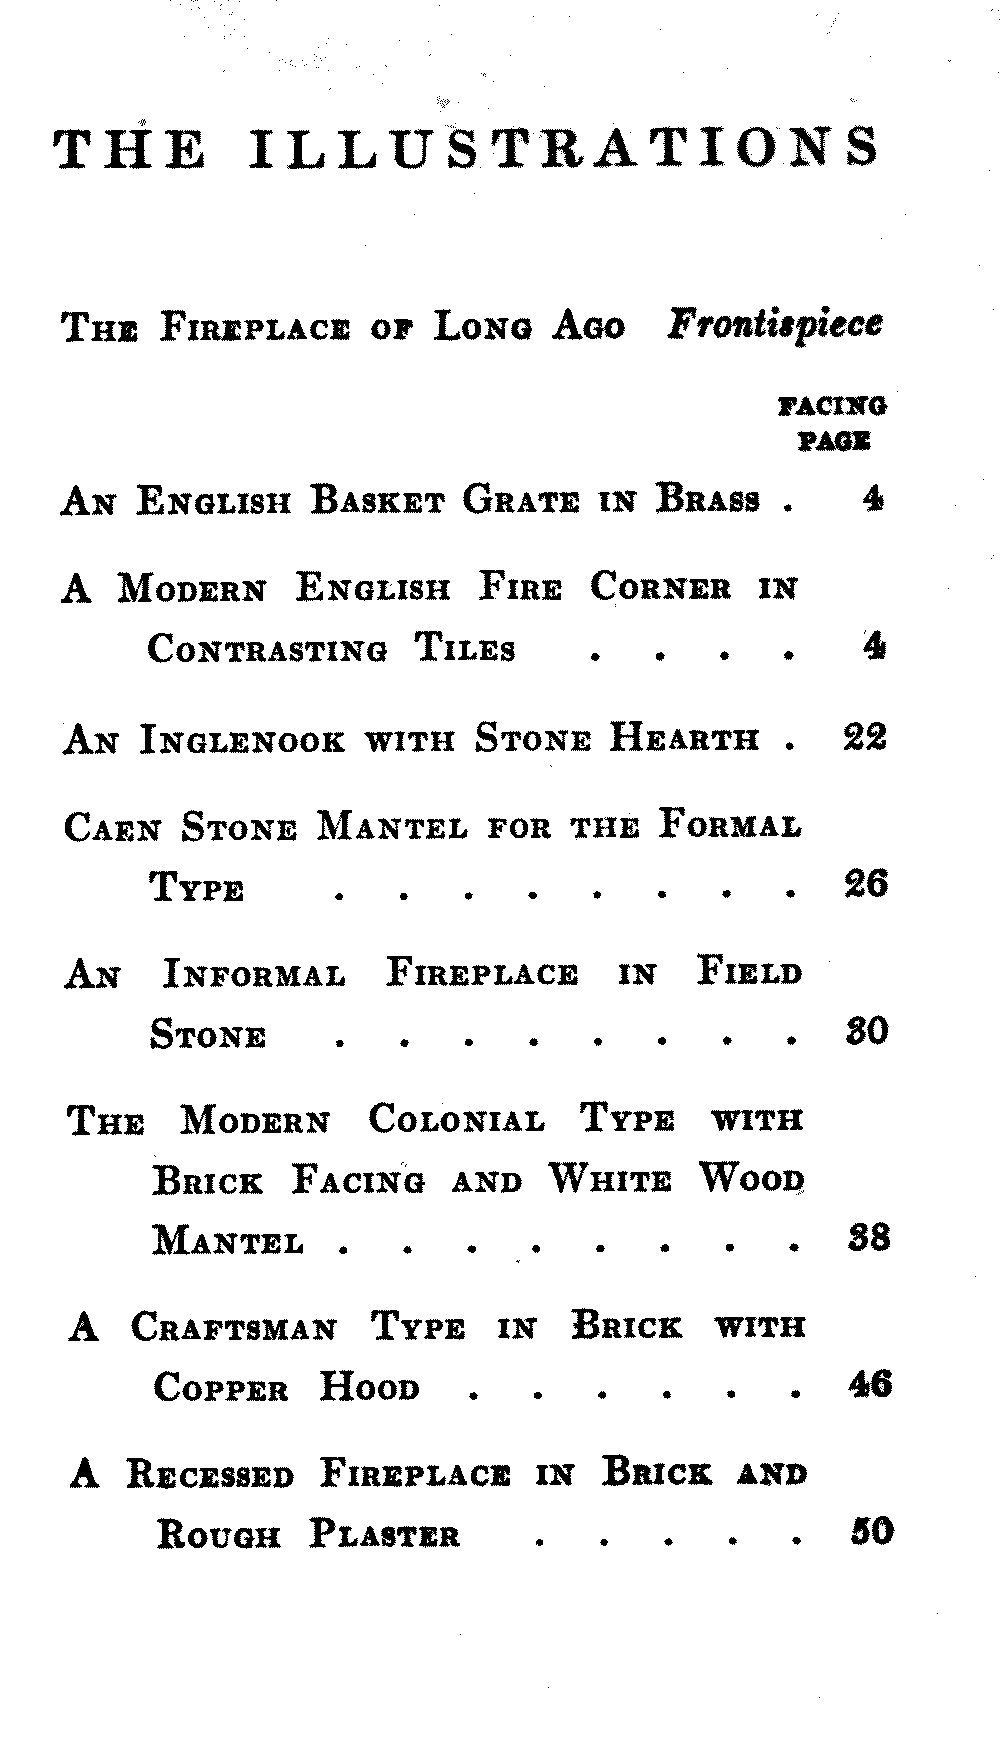 THE ILLUSTRATIONS
The Fireplace of Long Ago Frontispiece
FACING
PAGE
An English Basket Grate in Brass . 4
A Modern English Fire Corner in
Contrasting Tiles . . . . 4
An Inglenook with Stone Hearth . 22
Caen Stone Mantel for the Formal
Type . . . . . . . . 26
An Informal Fireplace in Field
Stone . . . . . . . . 30
The Modern Colonial Type with
Brick Facing and White Wood
Mantel . . . . . . . . 38
A Craftsman Type in Brick with
Copper Hood . . . . . . 46
A Recessed Fireplace in Brick and
Rough Plaster . . . . . 50